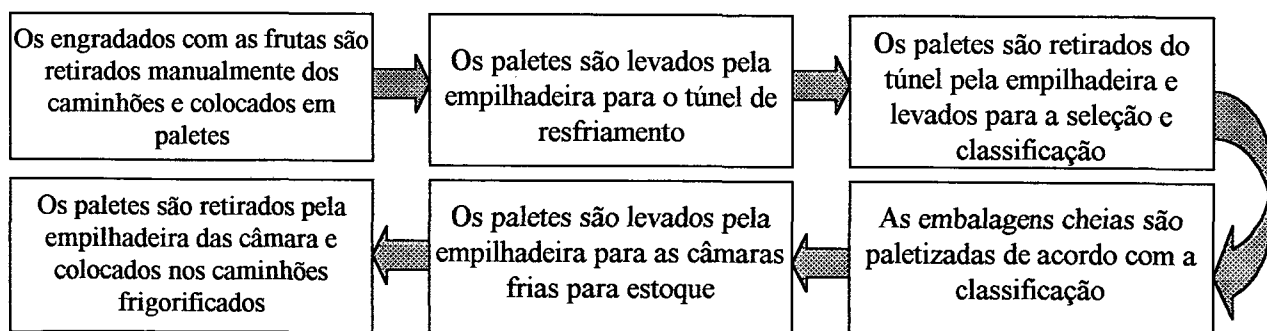 Os engradados com as frutas são
retirados manualmente dos
caminhões e colocados em
paletes
Os paletes são levados pela
empilhadeira para o túnel de
resfriamento
Os paletes são retirados do
túnel pela empilhadeira e
levados para a seleção e
classificação
As embalagens cheias são
paletizadas de acordo com a
classificação
Os paletes são levados pela
empilhadeira para as câmaras
frias para estoque
Os paletes são retirados pela
empilhadeira das câmara e
colocados nos caminhões
frigorificados